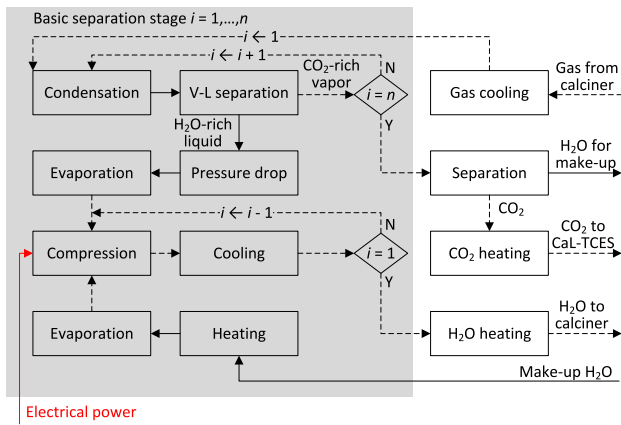 Basic separation stage i = 1,...,n
i ← 1
i ← i + 1
CO₂-rich
vapor
N
Gas from
calciner
Condensation
V-L separation
i = n
Gas cooling
H₂O-rich
liquid
Y
H₂O for
make-up
Evaporation
Pressure drop
Separation
CO₂
i ← i - 1
N
CO₂ to
CaL-TCES
Compression
Cooling
i = 1
CO₂ heating
Y
H₂O to
calciner
Evaporation
Heating
H₂O heating
Make-up H₂O
Electrical power